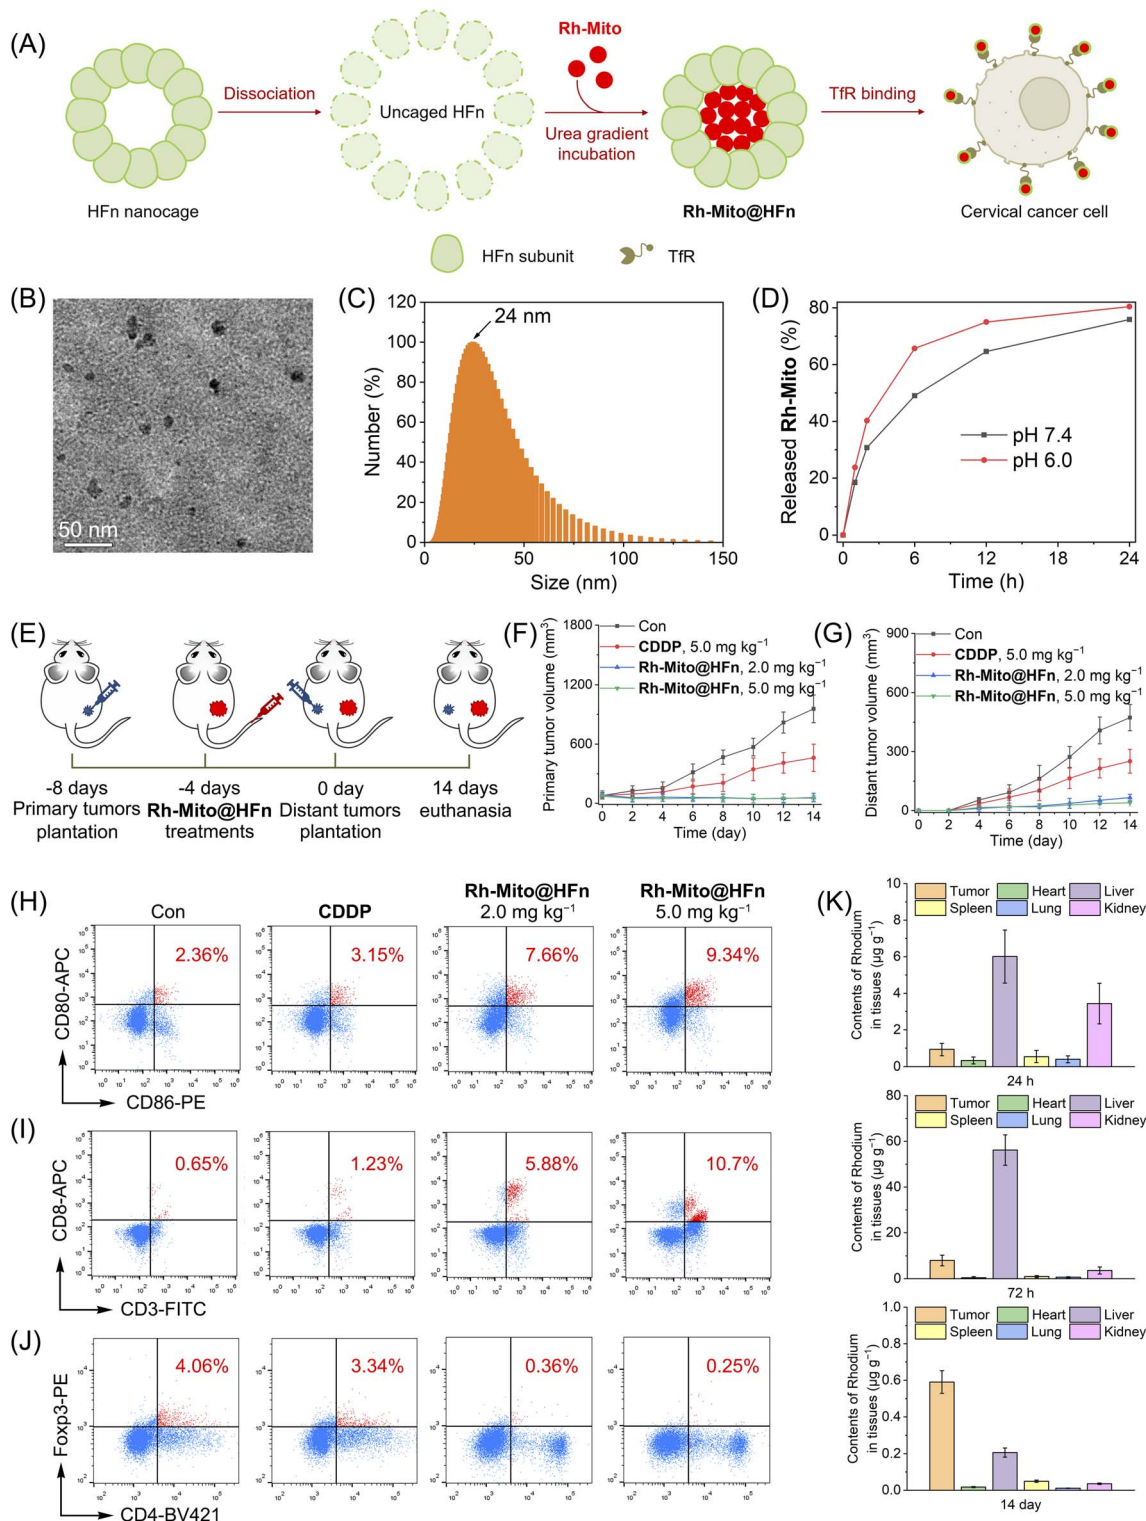 (A)
Rh-Mito
Dissociation
Uncaged HFn
Urea gradient
incubation
TfR binding
HFn nanocage
Rh-Mito@HFn
Cervical cancer cell
HFn subunit
TfR
(B)
50 nm
(C)
120
100
80
60
40
20
0
Number (%)
24 nm
0
50
100
150
Size (nm)
(D)
80
60
40
20
0
Released Rh-Mito (%)
pH 7.4
pH 6.0
0
6
12
18
24
Time (h)
(E)
-8 days
Primary tumors
plantation
-4 days
Rh-Mito@HFn
treatments
0 day
Distant tumors
plantation
14 days
euthanasia
(F)
Primary tumor volume (mm³)
1800
1200
600
0
Con
CDDP, 5.0 mg kg⁻¹
Rh-Mito@HFn, 2.0 mg kg⁻¹
Rh-Mito@HFn, 5.0 mg kg⁻¹
0 2 4 6 8 10 12 14
Time (day)
(G)
Distant tumor volume (mm³)
900
600
300
0
Con
CDDP, 5.0 mg kg⁻¹
Rh-Mito@HFn, 2.0 mg kg⁻¹
Rh-Mito@HFn, 5.0 mg kg⁻¹
0 2 4 6 8 10 12 14
Time (day)
(H)
Con
CDDP
Rh-Mito@HFn
2.0 mg kg⁻¹
Rh-Mito@HFn
5.0 mg kg⁻¹
2.36%
3.15%
7.66%
9.34%
CD80-APC
CD86-PE
(I)
0.65%
1.23%
5.88%
10.7%
CD8-APC
CD3-FITC
(J)
4.06%
3.34%
0.36%
0.25%
Foxp3-PE
CD4-BV421
(K)
Contents of Rhodium
in tissues (μg g⁻¹)
10
8
6
4
2
0
Tumor Heart Liver
Spleen Lung Kidney
24 h
Contents of Rhodium
in tissues (μg g⁻¹)
80
60
40
20
0
Tumor Heart Liver
Spleen Lung Kidney
72 h
Contents of Rhodium
in tissues (μg g⁻¹)
1.0
0.8
0.6
0.4
0.2
0.0
Tumor Heart Liver
Spleen Lung Kidney
14 day